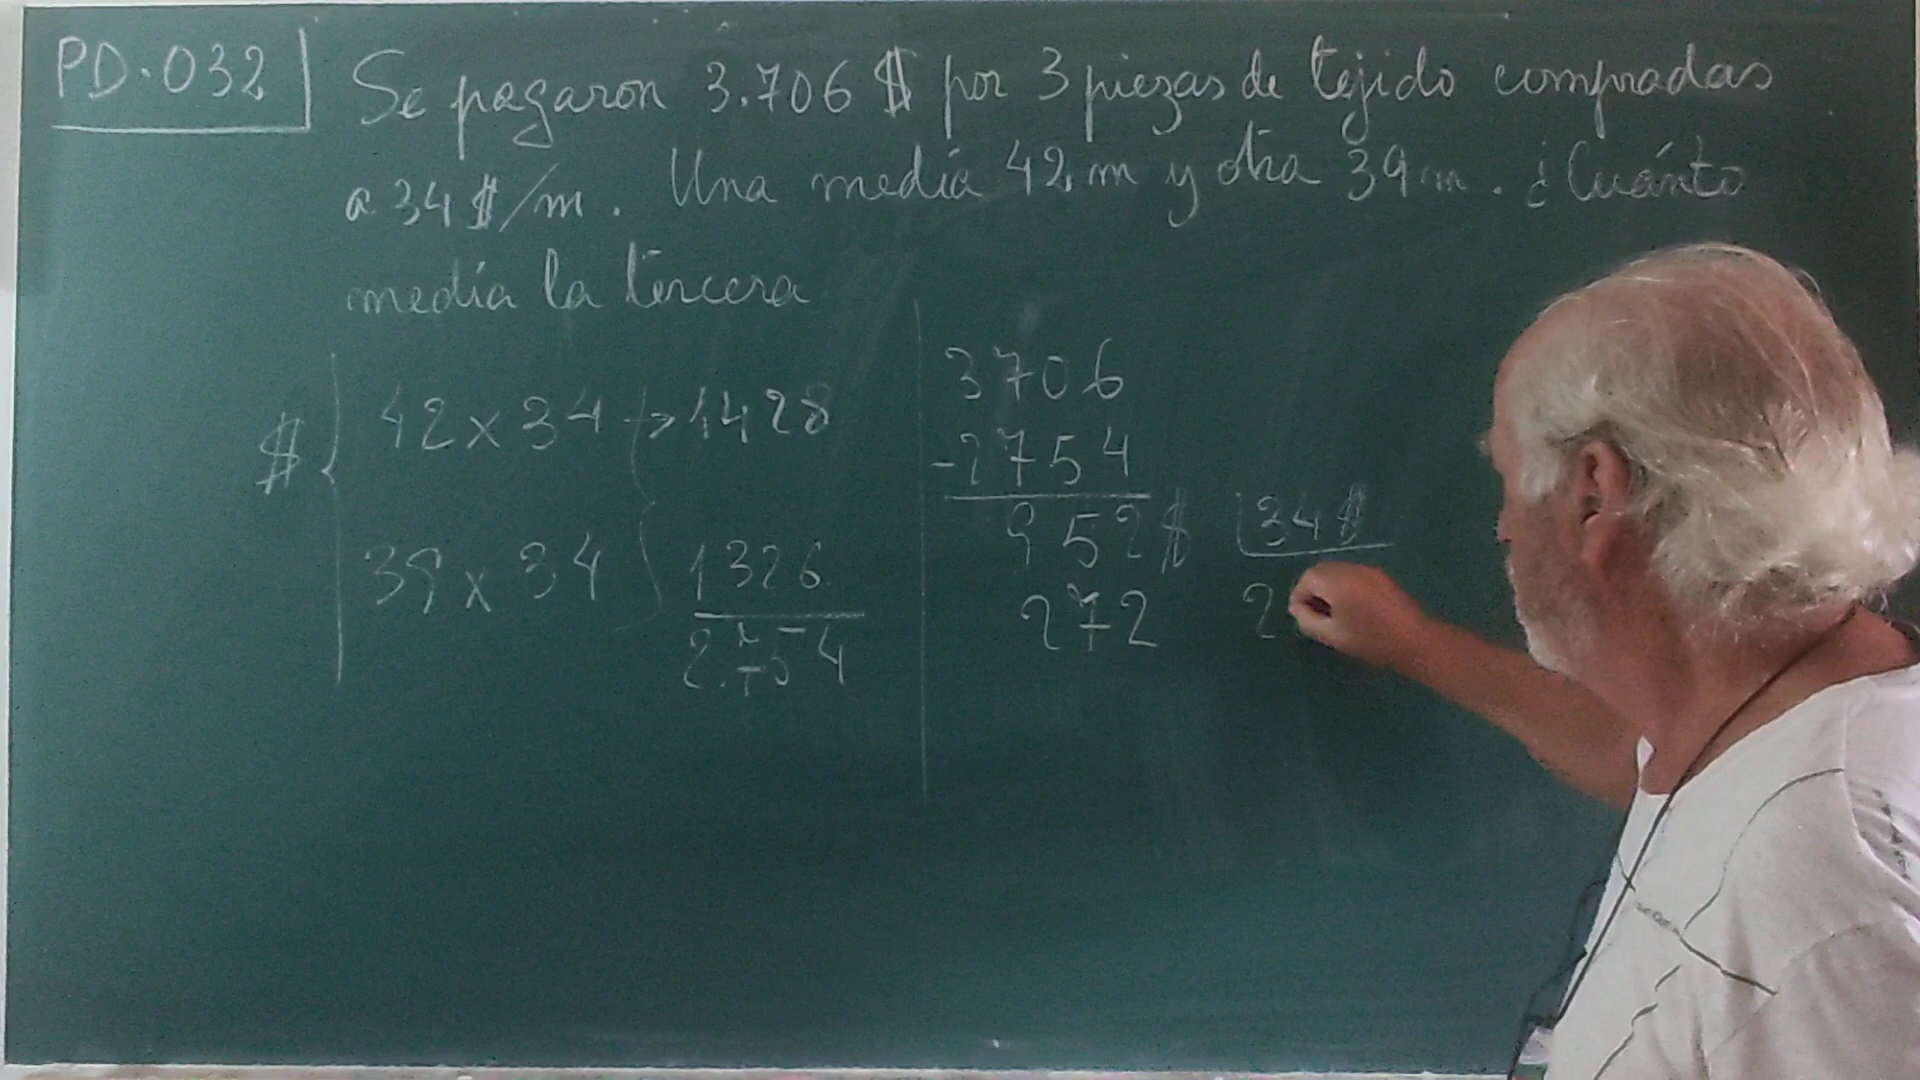 PD.032
Se pagaron 3.706 $ por 3 piezas de tejido compradas
a 34 $/m. Una medía 42 m y otra 39 m. ¿Cuánto
medía la tercera
$ { 42 x 34 → 1428
39 x 34 } 1326
2.754
3706
-2754
952 $ 34 $
272 2